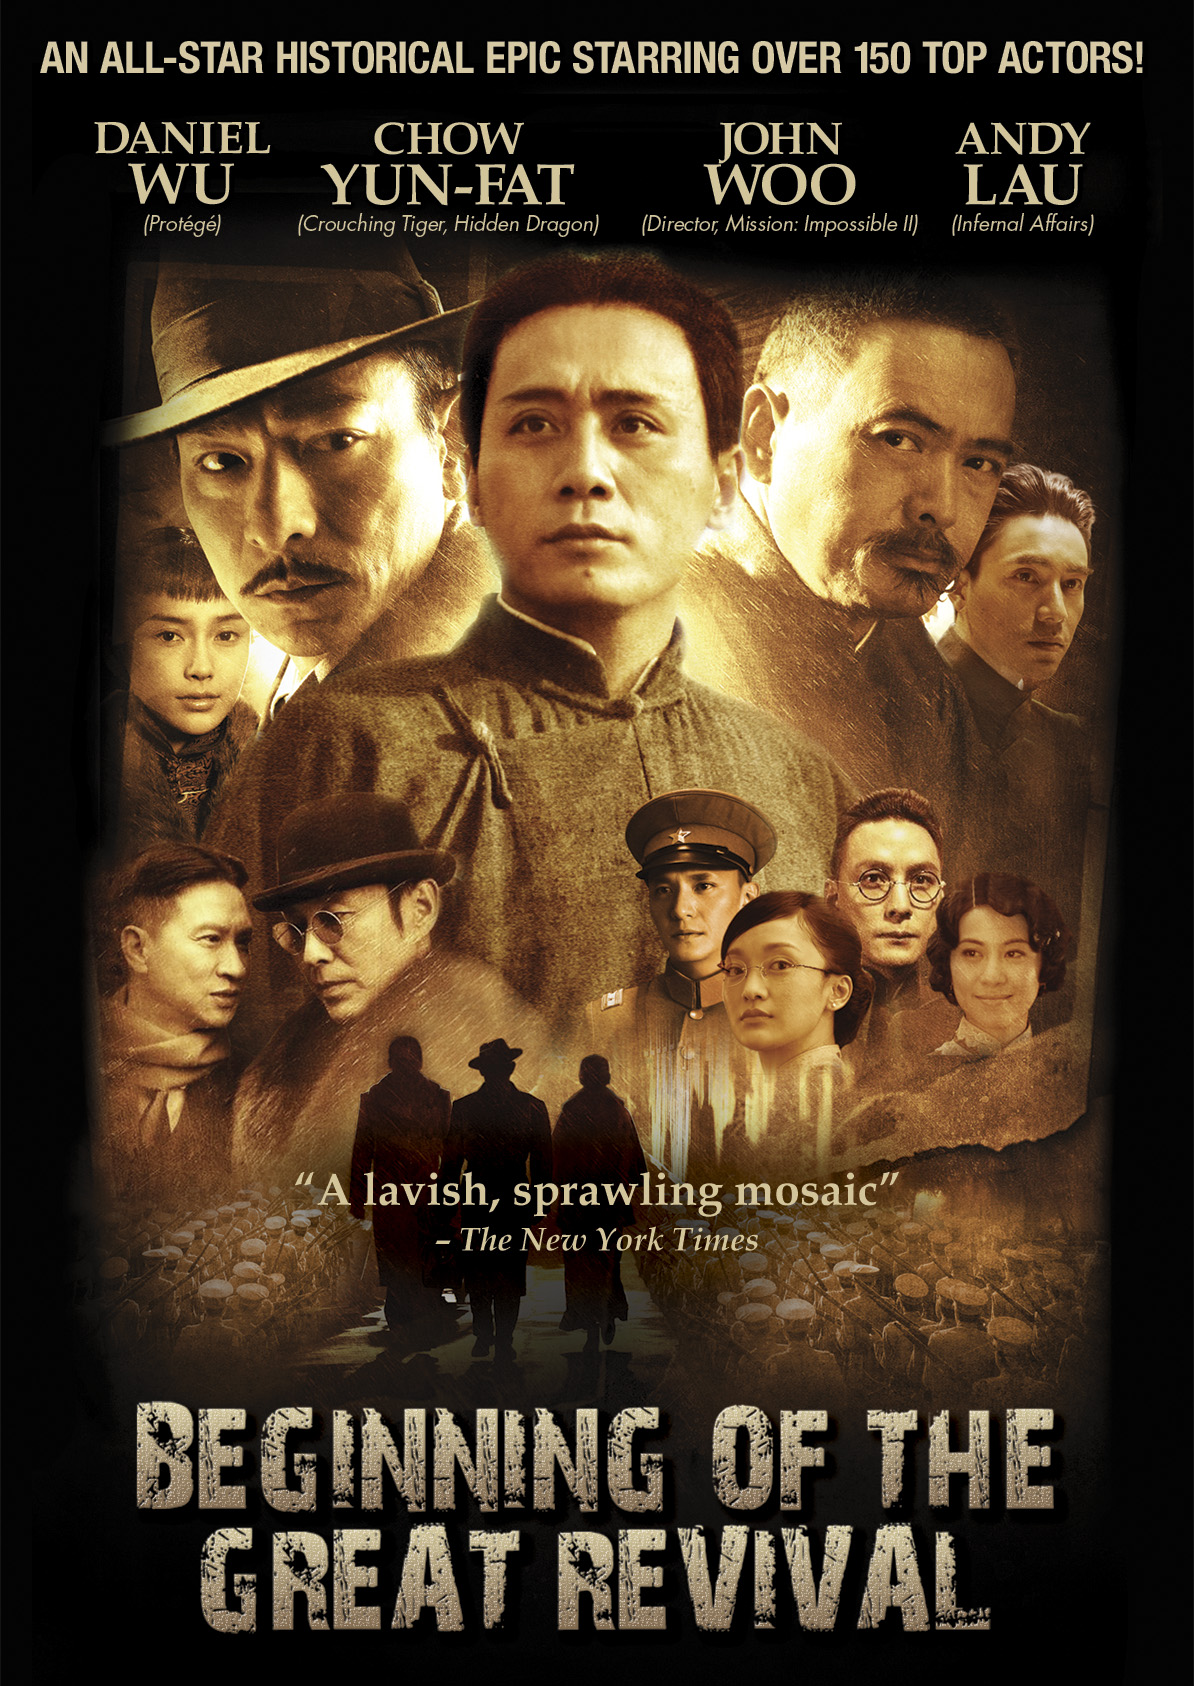 AN ALL-STAR HISTORICAL EPIC STARRING OVER 150 TOP ACTORS!
DANIEL
WU
(Protégé)
CHOW
YUN-FAT
(Crouching Tiger, Hidden Dragon)
JOHN
WOO
(Director, Mission: Impossible II)
ANDY
LAU
(Infernal Affairs)
“A lavish, sprawling mosaic”
– The New York Times
BEGINNING OF THE
GREAT REVIVAL